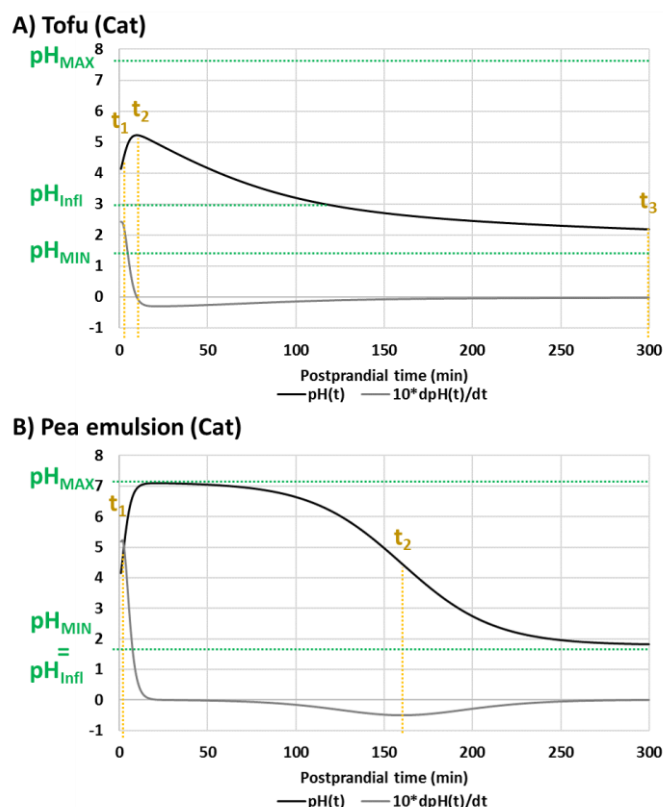 A) Tofu (Cat)
8
pHMAX
7
6
t1 t2
5
4
pHInfl
3
t3
2
pHMIN
1
0
-1
0 50 100 150 200 250 300
Postprandial time (min)
pH(t) 10*dpH(t)/dt
B) Pea emulsion (Cat)
8
pHMAX
7
t1
6
t2
5
4
3
pHMIN
2
=
1
pHInfl
0
-1
0 50 100 150 200 250 300
Postprandial time (min)
pH(t) 10*dpH(t)/dt